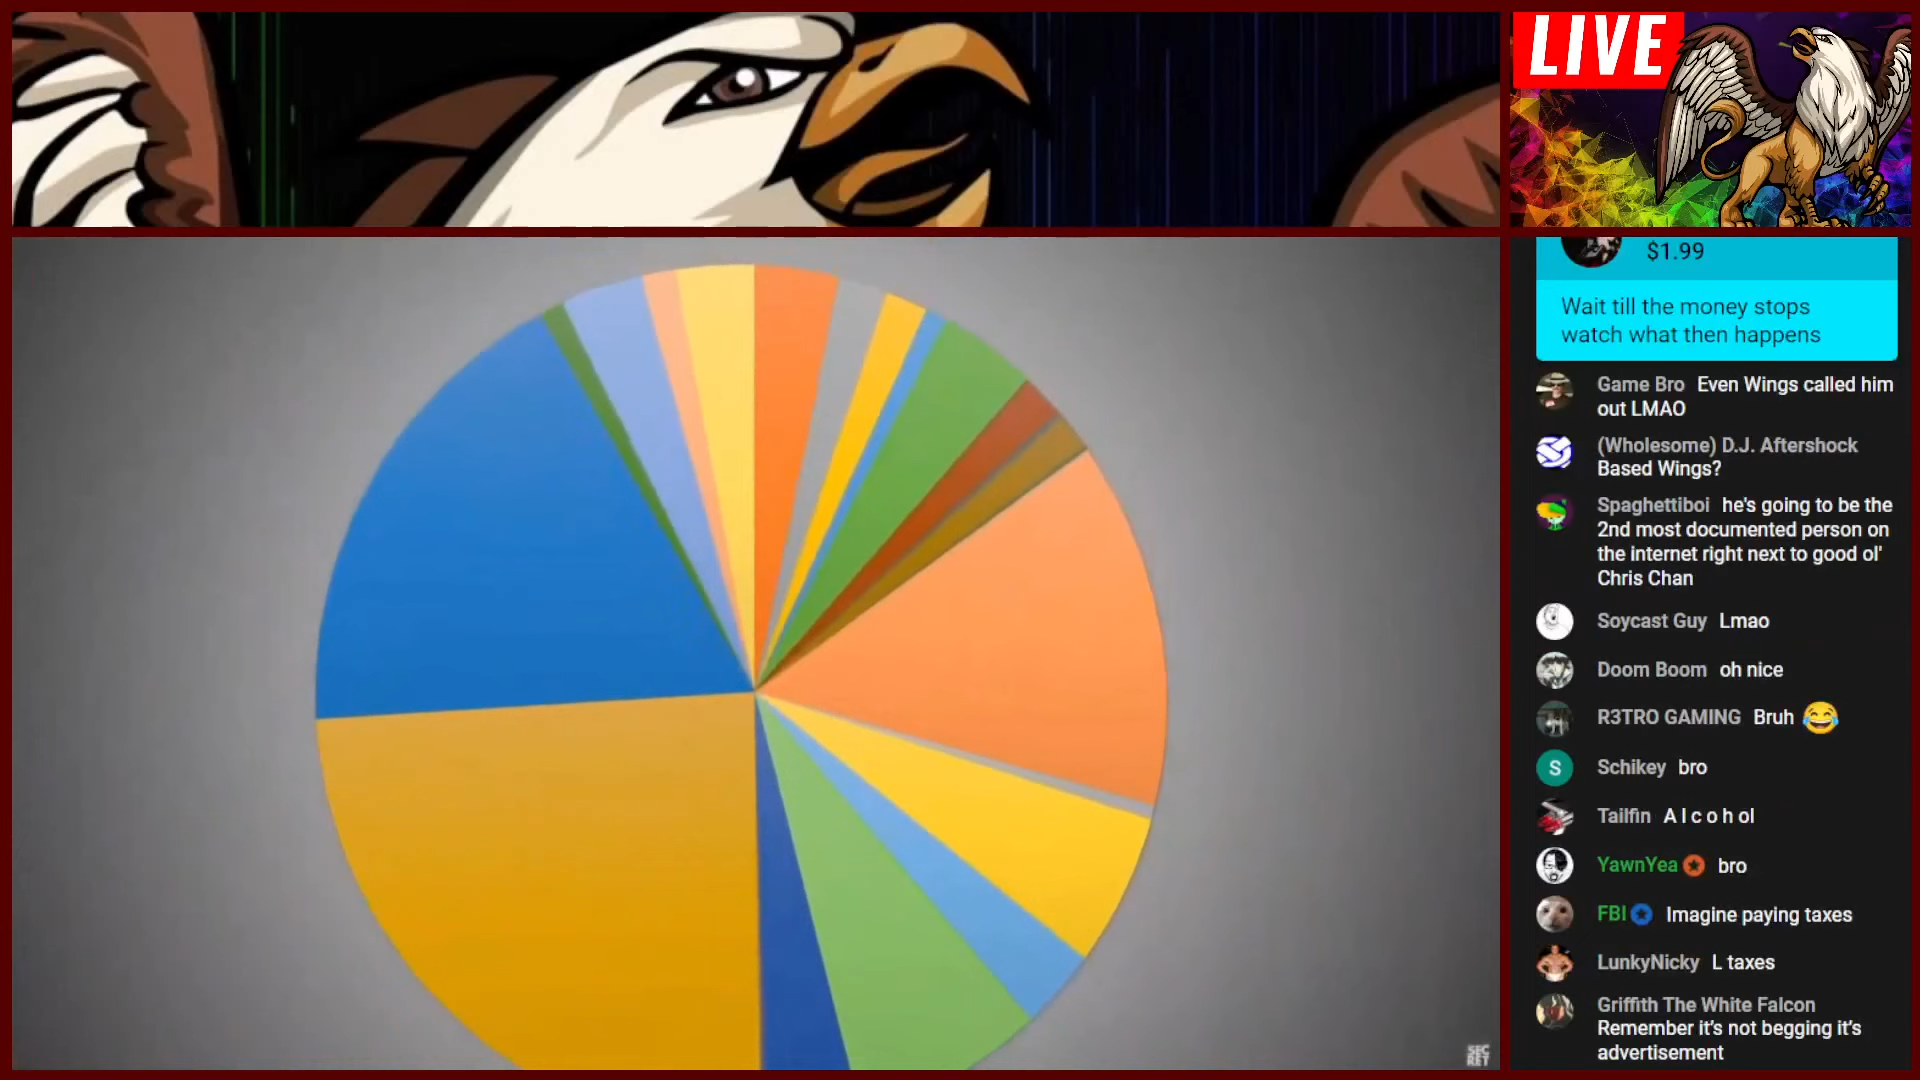 LIVE
$1.99
Wait till the money stops
watch what then happens
Game Bro Even Wings called him
out LMAO
(Wholesome) D.J. Aftershock
Based Wings?
Spaghettiboi he's going to be the
2nd most documented person on
the internet right next to good ol'
Chris Chan
Soycast Guy Lmao
Doom Boom oh nice
R3TRO GAMING Bruh 😂
S Schikey bro
Tailfin A l c o h ol
YawnYea bro
FBI Imagine paying taxes
LunkyNicky L taxes
Griffith The White Falcon
Remember it’s not begging it’s
advertisement
SEC
RET